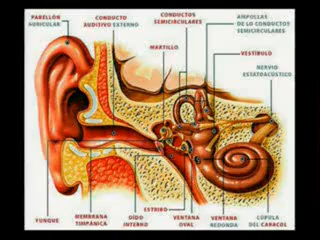 PABELLÓN
AURICULAR
CONDUCTO
AUDITIVO EXTERNO
CONDUCTOS
SEMICIRCULARES
AMPOLLAS
DE LO CONDUCTOS
SEMICIRCULARES
MARTILLO
VESTÍBULO
NERVIO
ESTATOACÚSTICO
YUNQUE
MEMBRANA
TIMPÁNICA
OÍDO
INTERNO
ESTRIBO
VENTANA
OVAL
VENTANA
REDONDA
CÚPULA
DEL CARACOL